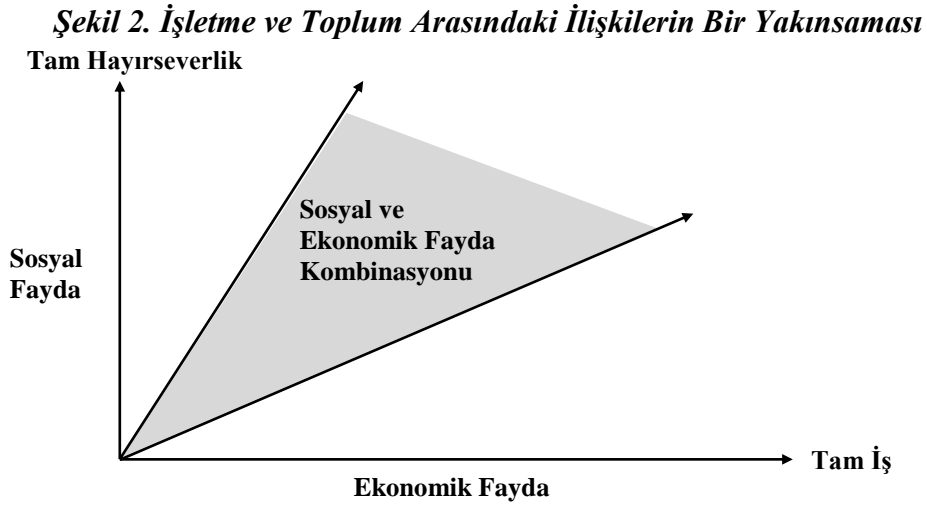 Şekil 2. İşletme ve Toplum Arasındaki İlişkilerin Bir Yakınsaması
Tam Hayırseverlik
Sosyal ve
Ekonomik Fayda
Kombinasyonu
Sosyal
Fayda
Tam İş
Ekonomik Fayda